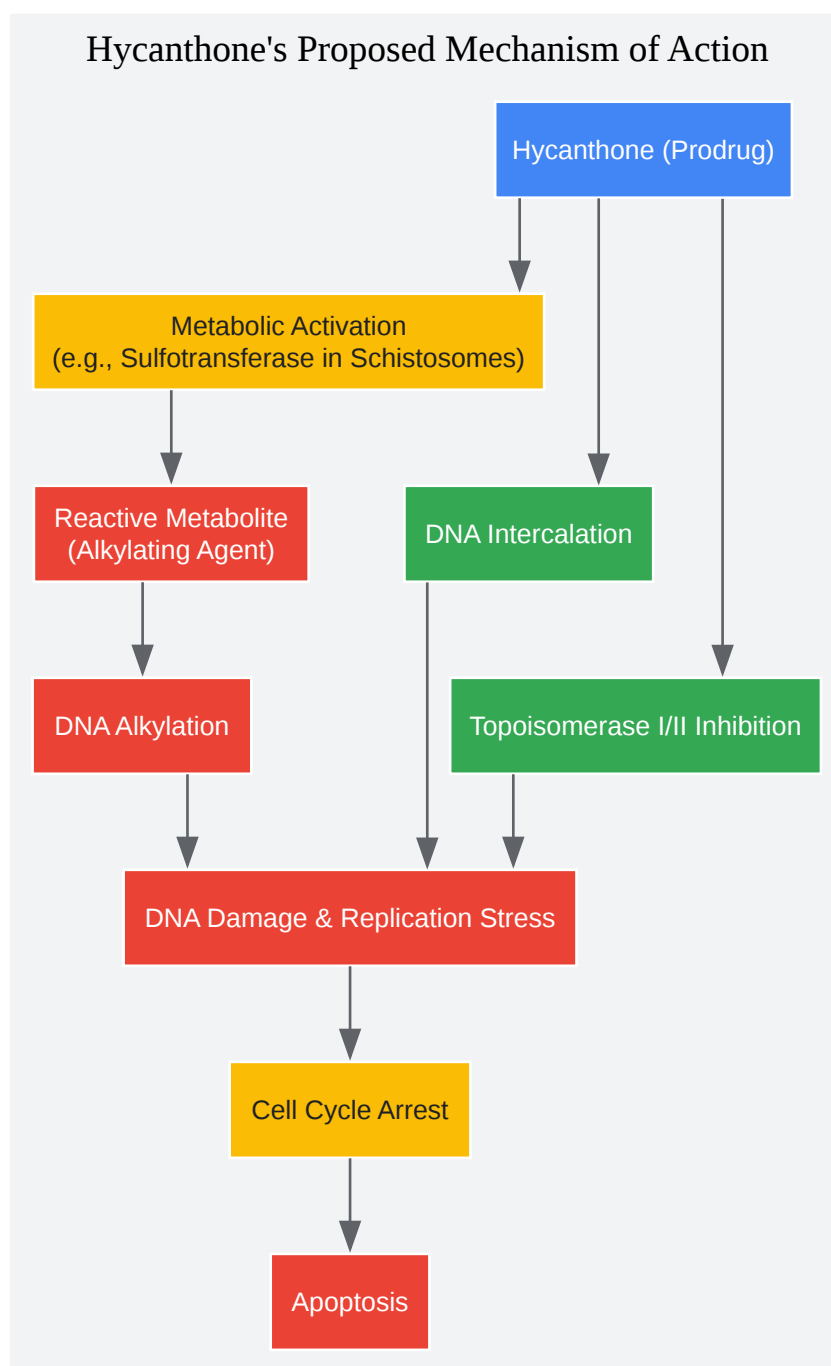 Hycanthone's Proposed Mechanism of Action
Hycanthone (Prodrug)
Metabolic Activation
(e.g., Sulfotransferase in Schistosomes)
Reactive Metabolite
(Alkylating Agent)
DNA Intercalation
DNA Alkylation
Topoisomerase I/II Inhibition
DNA Damage & Replication Stress
Cell Cycle Arrest
Apoptosis